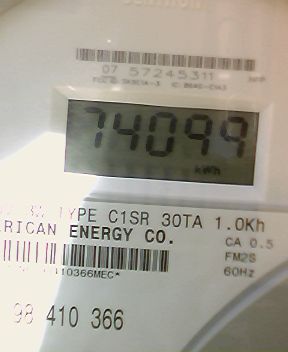 07 57245311
74099
kWh
TYPE C1SR 30TA 1.0Kh
RICAN ENERGY CO.
CA 0.5
FM2S
60Hz
110366MEC*
98 410 366